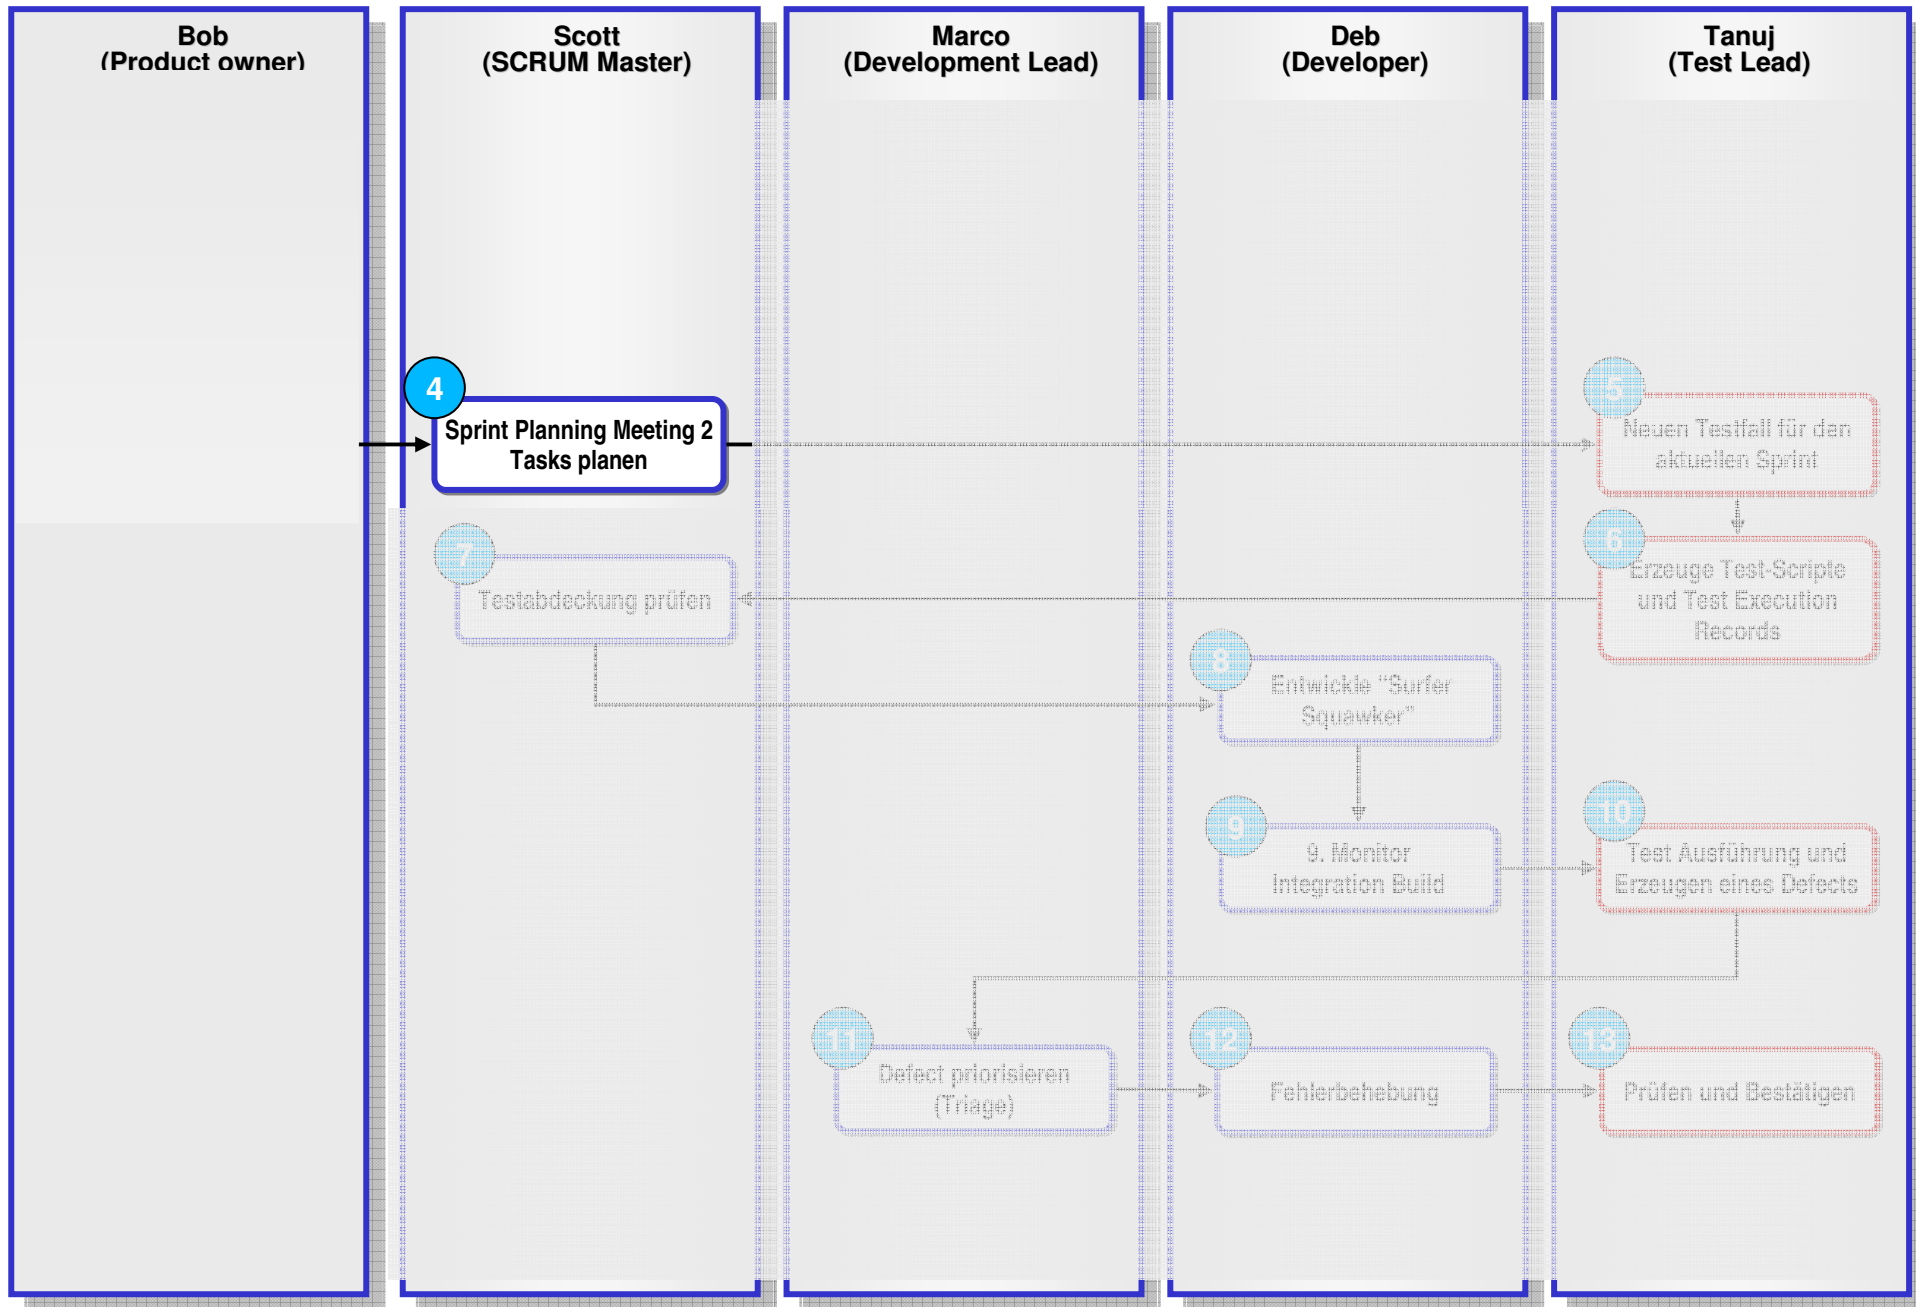 Bob
(Product owner)
Scott
(SCRUM Master)
Marco
(Development Lead)
Deb
(Developer)
Tanuj
(Test Lead)
4
Sprint Planning Meeting 2
Tasks planen
5
Neuen Testfall für den
aktuellen Sprint
6
Erzeuge Test-Scripte
und Test Execution
Records
7
Testabdeckung prüfen
8
Entwickle "Surfer
Squawker"
9
9. Monitor
Integration Build
10
Test Ausführung und
Erzeugen eines Defects
11
Defect priorisieren
(Triage)
12
Fehlerbehebung
13
Prüfen und Bestätigen